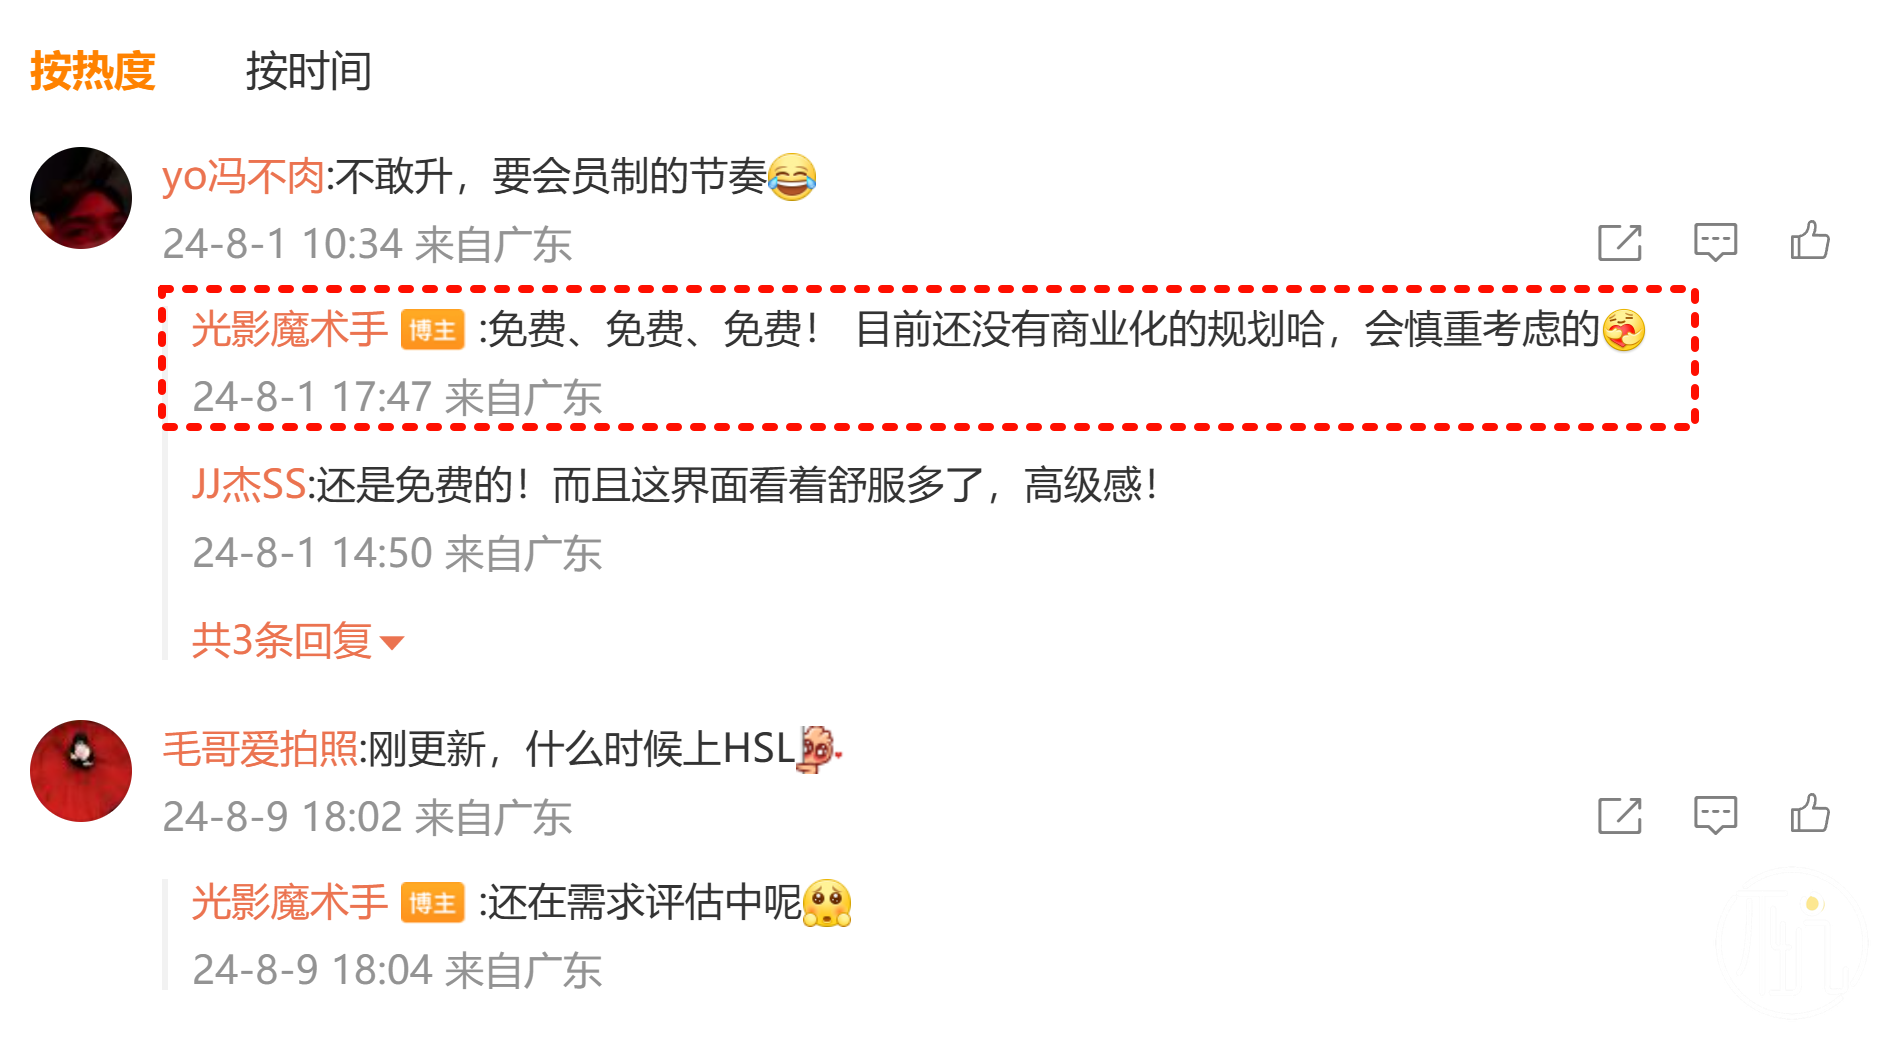 按热度 按时间
yo冯不肉:不敢升，要会员制的节奏😂
24-8-1 10:34 来自广东
光影魔术手 博主 :免费、免费、免费！ 目前还没有商业化的规划哈，会慎重考虑的
24-8-1 17:47 来自广东
JJ杰SS:还是免费的！而且这界面看着舒服多了，高级感！
24-8-1 14:50 来自广东
共3条回复
毛哥爱拍照:刚更新，什么时候上HSL
24-8-9 18:02 来自广东
光影魔术手 博主 :还在需求评估中呢
24-8-9 18:04 来自广东